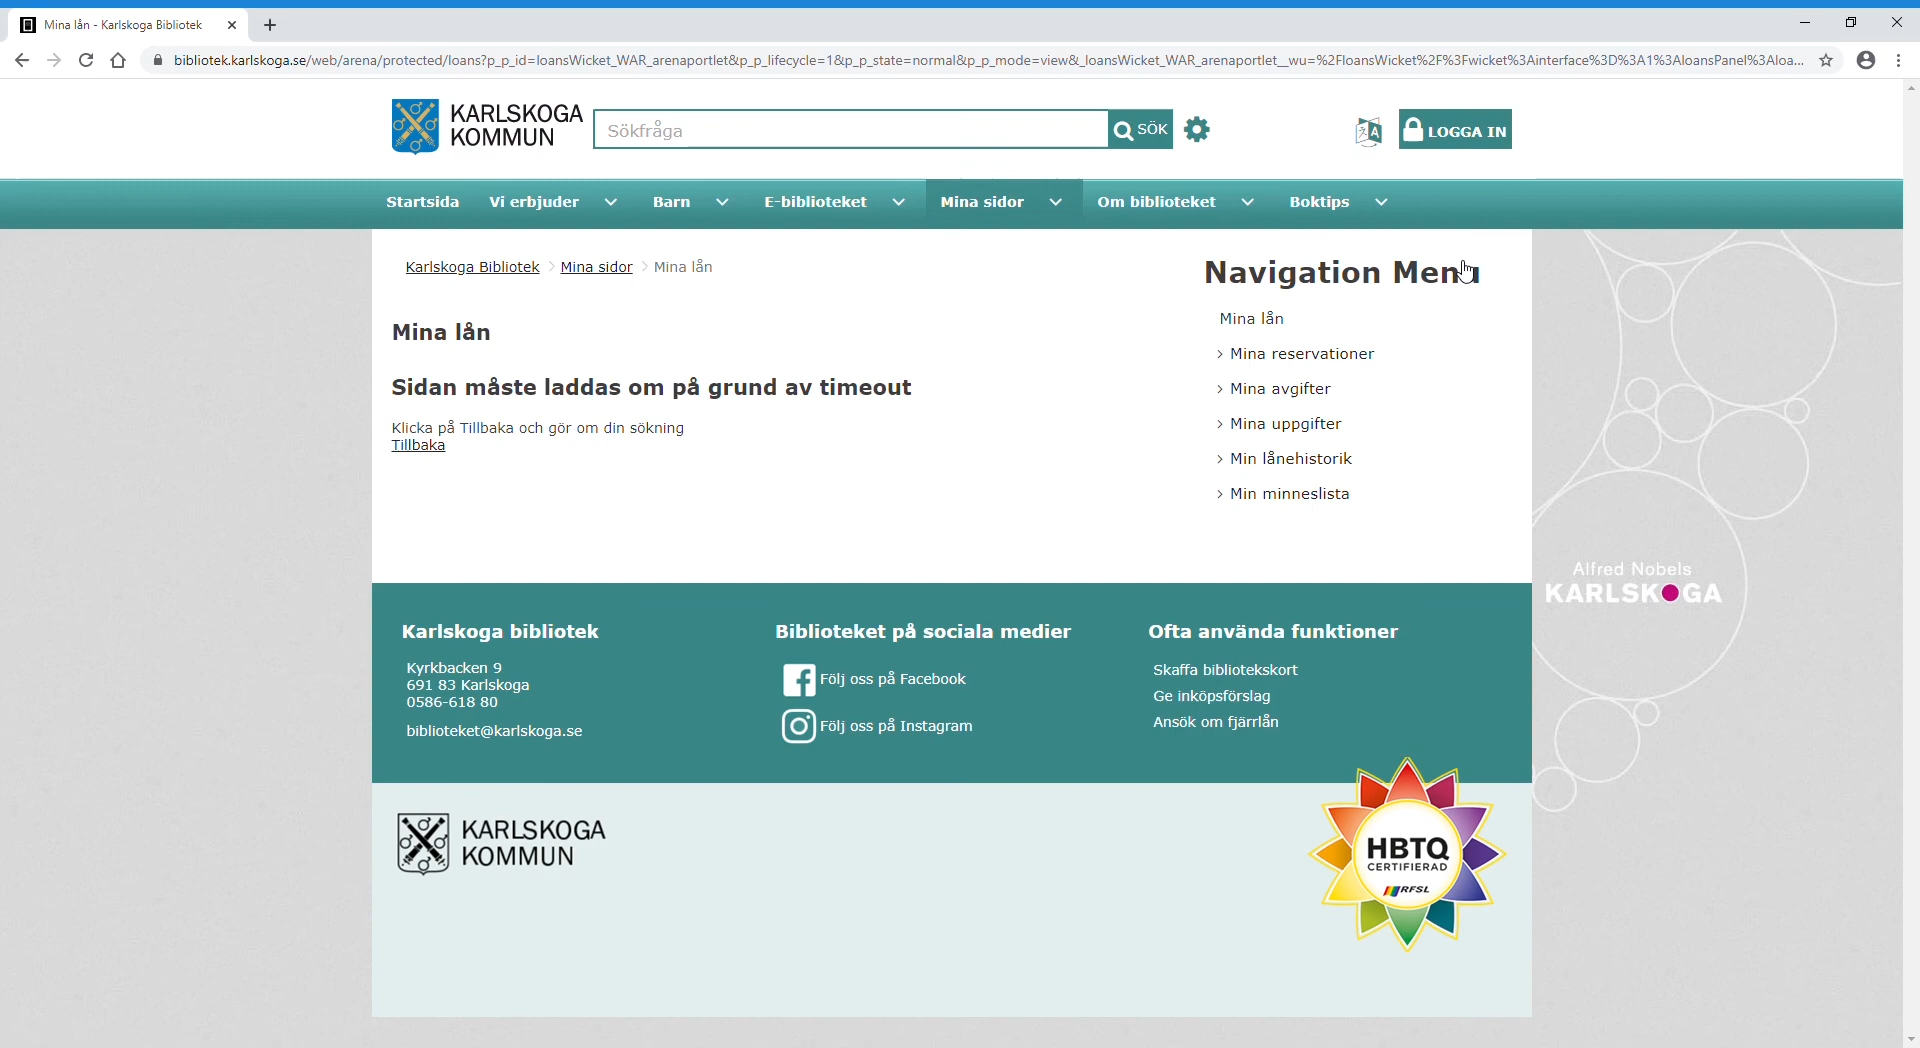 Mina lån - Karlskoga Bibliotek
bibliotek.karlskoga.se/web/arena/protected/loans?p_p_id=loansWicket_WAR_arenaportlet&p_p_lifecycle=1&p_p_state=normal&p_p_mode=view&_loansWicket_WAR_arenaportlet__wu=%2FloansWicket%2F%3Fwicket%3Ainterface%3D%3A1%3AloansPanel%3Aloa...
KARLSKOGA
KOMMUN
Sökfråga
SÖK
LOGGA IN
Startsida Vi erbjuder Barn E-biblioteket Mina sidor Om biblioteket Boktips
Karlskoga Bibliotek Mina sidor Mina lån
Mina lån
Sidan måste laddas om på grund av timeout
Klicka på Tillbaka och gör om din sökning
Tillbaka
Navigation Menu
Mina lån
Mina reservationer
Mina avgifter
Mina uppgifter
Min lånehistorik
Min minneslista
Alfred Nobels
KARLSKOGA
Karlskoga bibliotek
Kyrkbacken 9
691 83 Karlskoga
0586-618 80
biblioteket@karlskoga.se
Biblioteket på sociala medier
Följ oss på Facebook
Följ oss på Instagram
Ofta använda funktioner
Skaffa bibliotekskort
Ge inköpsförslag
Ansök om fjärrlån
KARLSKOGA
KOMMUN
HBTQ
CERTIFIERAD
RFSL